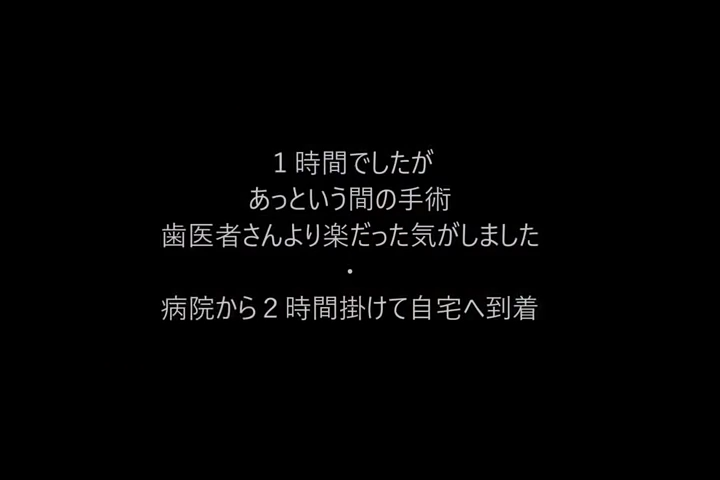 １時間でしたが
あっという間の手術
歯医者さんより楽だった気がしました
・
病院から２時間掛けて自宅へ到着